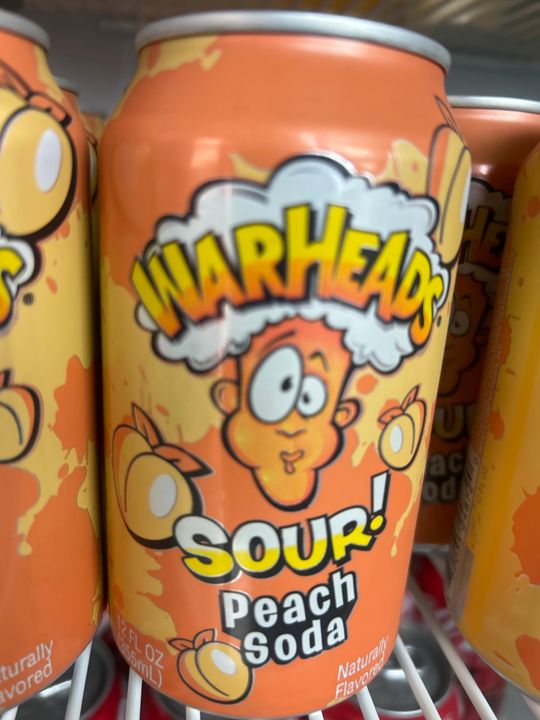 WARHEADS
SOUR!
Peach
Soda
12 FL OZ
(355mL)
Naturally
Flavored